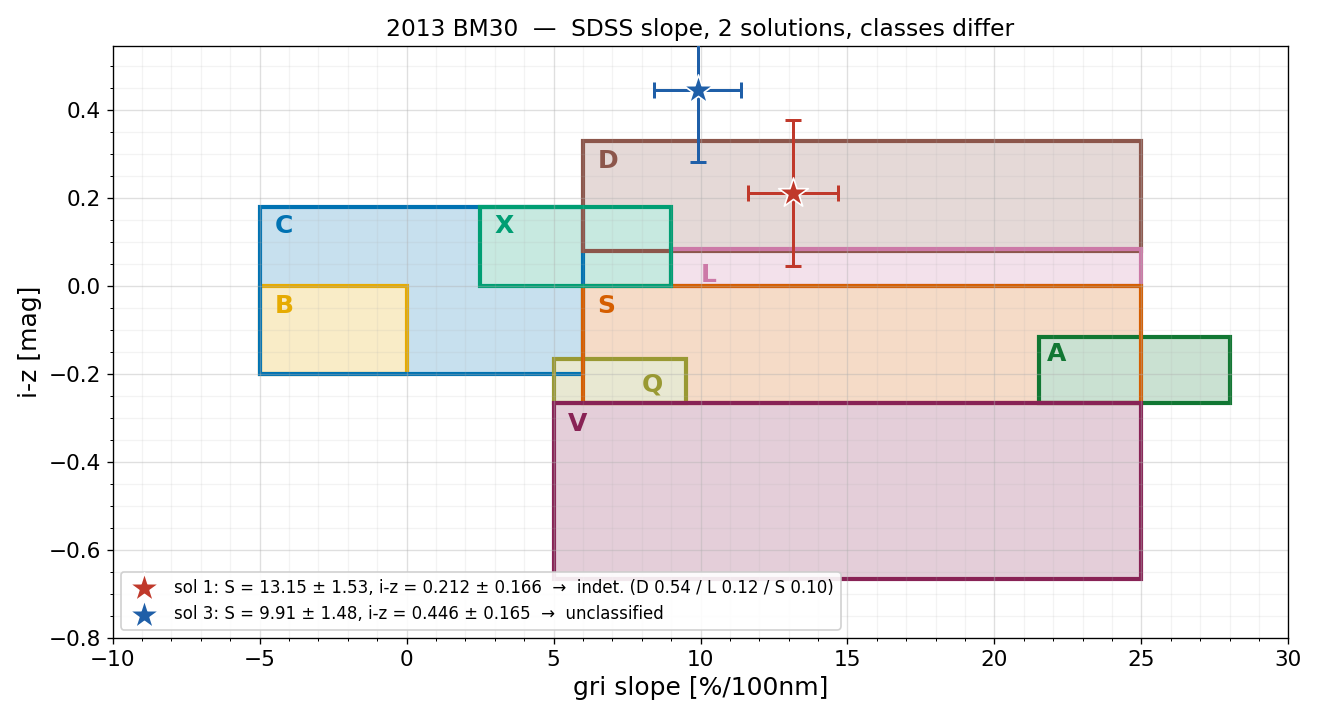 2013 BM30 — SDSS slope, 2 solutions, classes differ
i-z [mag]
0.4
0.2
0.0
−0.2
−0.4
−0.6
−0.8
D
C
X
L
B
S
A
Q
V
sol 1: S = 13.15 ± 1.53, i-z = 0.212 ± 0.166 → indet. (D 0.54 / L 0.12 / S 0.10)
sol 3: S = 9.91 ± 1.48, i-z = 0.446 ± 0.165 → unclassified
−10 −5 0 5 10 15 20 25 30
gri slope [%/100nm]